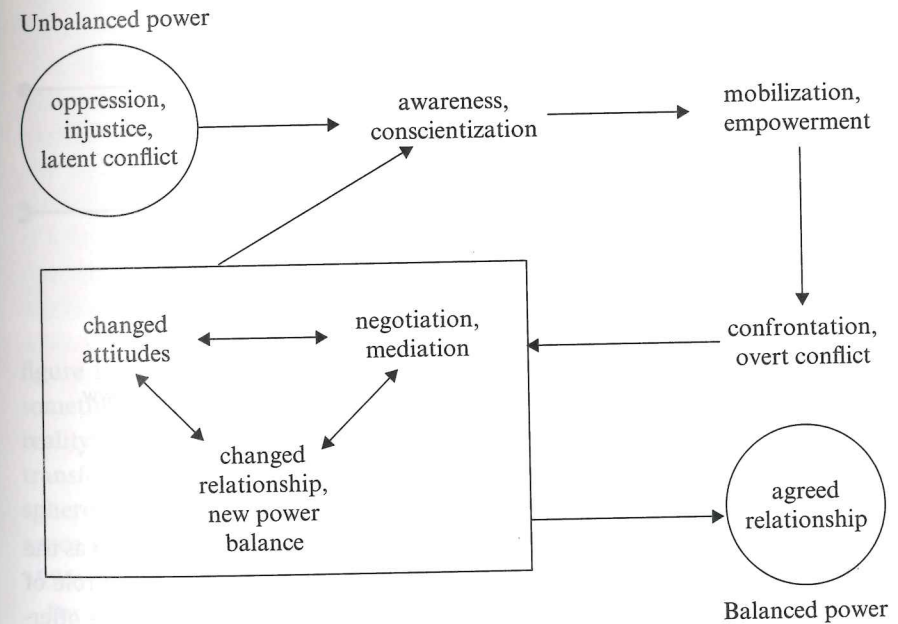 Unbalanced power
oppression,
injustice,
latent conflict
awareness,
conscientization
mobilization,
empowerment
changed
attitudes
negotiation,
mediation
confrontation,
overt conflict
changed
relationship,
new power
balance
agreed
relationship
Balanced power